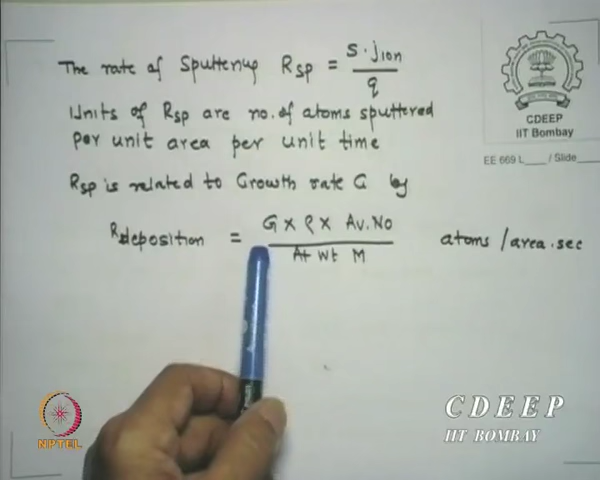 The rate of Sputtering Rsp = S·jion / q
Units of Rsp are no. of atoms sputtered
per unit area per unit time
Rsp is related to Growth rate G by
Rdeposition = G × ρ × Av.No / At Wt M atoms/area.sec
CDEEP
IIT Bombay
EE 669 L____ / Slide____
NPTEL
CDEEP
IIT BOMBAY